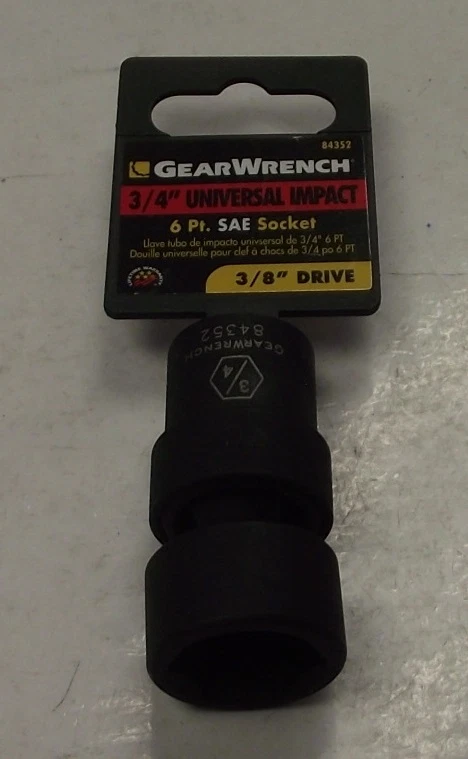 84352
GEARWRENCH
3/4" UNIVERSAL IMPACT
6 Pt. SAE Socket
Llave tubo de impacto univsersal de 3/4" 6 PT
Douille universelle pour clef à chocs de 3/4 po 6 PT
3/8" DRIVE
84352
GEARWRENCH
3/4